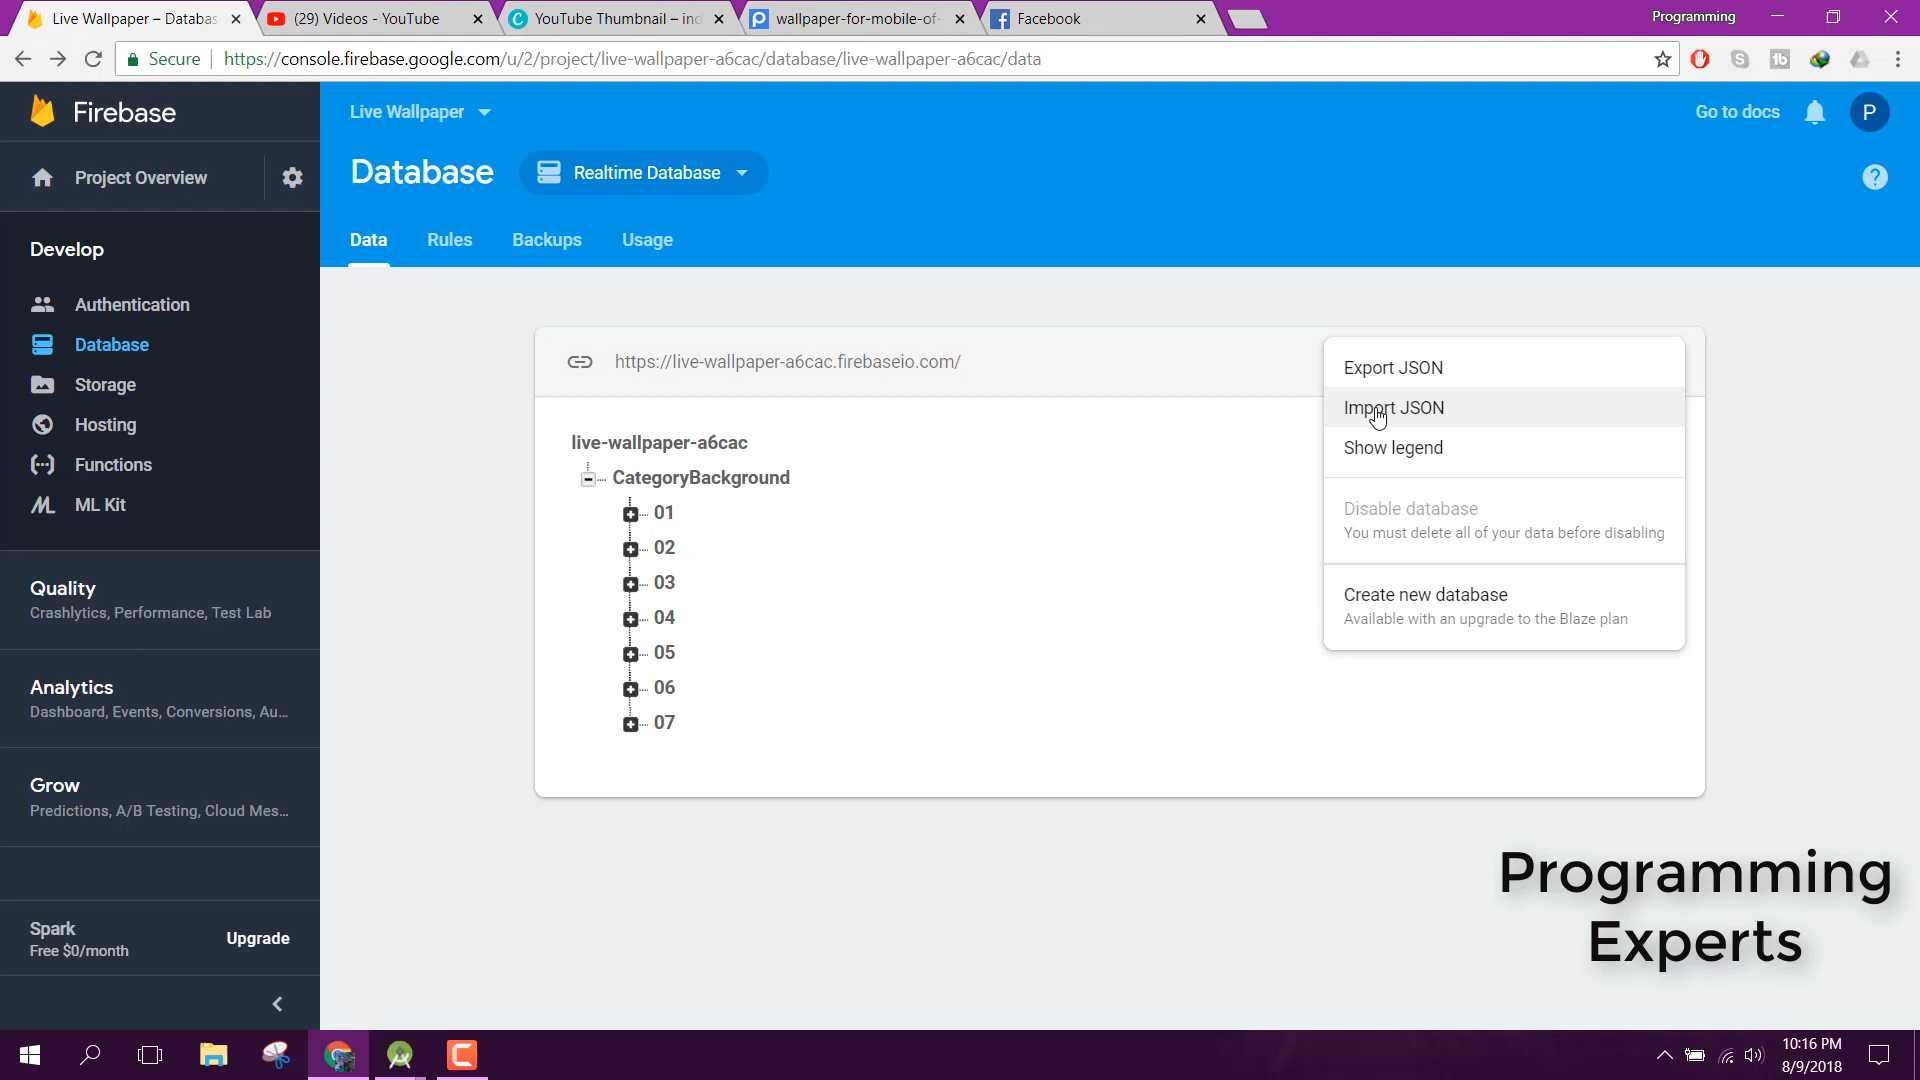 Live Wallpaper – Databas
(29) Videos - YouTube
YouTube Thumbnail – ind
wallpaper-for-mobile-of-
Facebook
Programming
Secure
https://console.firebase.google.com/u/2/project/live-wallpaper-a6cac/database/live-wallpaper-a6cac/data
Firebase
Live Wallpaper
Go to docs
P
Project Overview
Database
Realtime Database
?
Data
Rules
Backups
Usage
Develop
Authentication
Database
Storage
Hosting
Functions
ML Kit
https://live-wallpaper-a6cac.firebaseio.com/
Export JSON
Import JSON
Show legend
Disable database
You must delete all of your data before disabling
Create new database
Available with an upgrade to the Blaze plan
live-wallpaper-a6cac
CategoryBackground
01
02
03
04
05
06
07
Quality
Crashlytics, Performance, Test Lab
Analytics
Dashboard, Events, Conversions, Au...
Grow
Predictions, A/B Testing, Cloud Mes...
Spark
Free $0/month
Upgrade
Programming
Experts
10:16 PM
8/9/2018